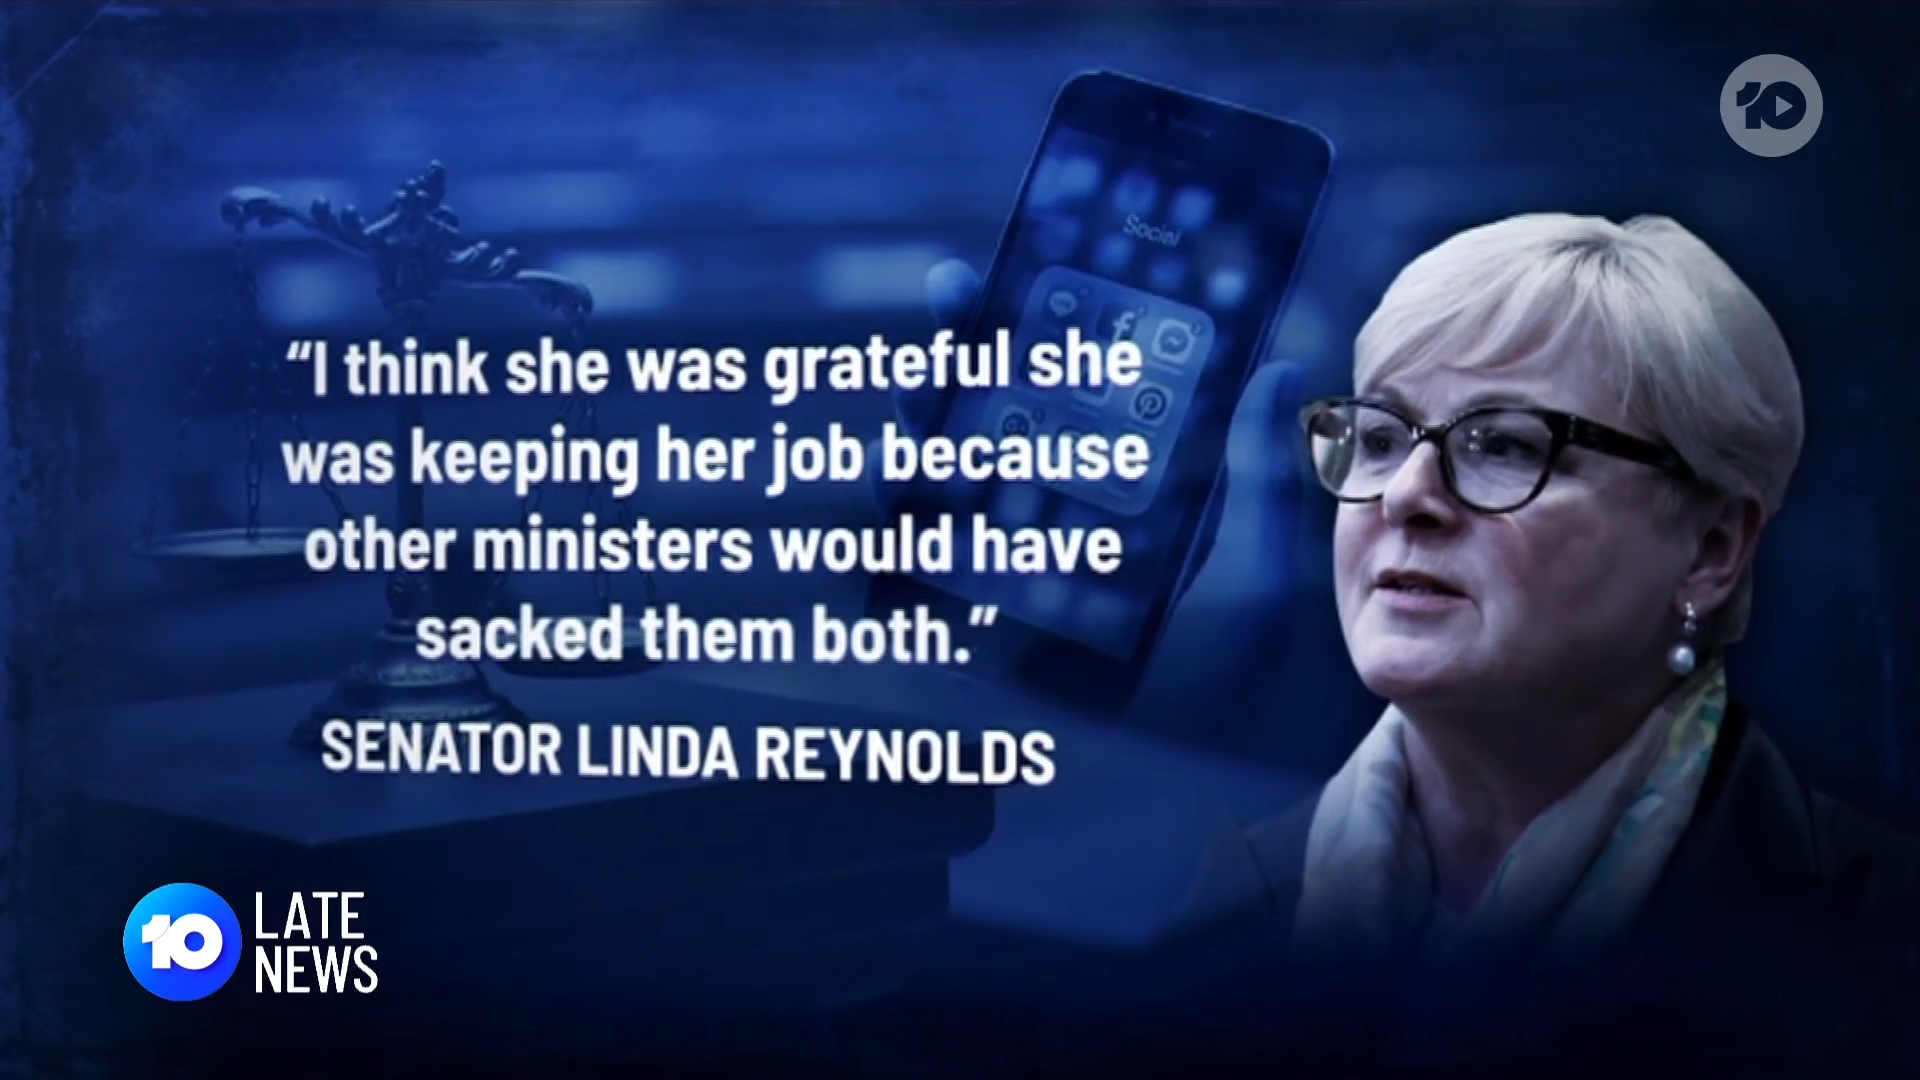 10
Social
“I think she was grateful she
was keeping her job because
other ministers would have
sacked them both.”
SENATOR LINDA REYNOLDS
10 LATE
NEWS